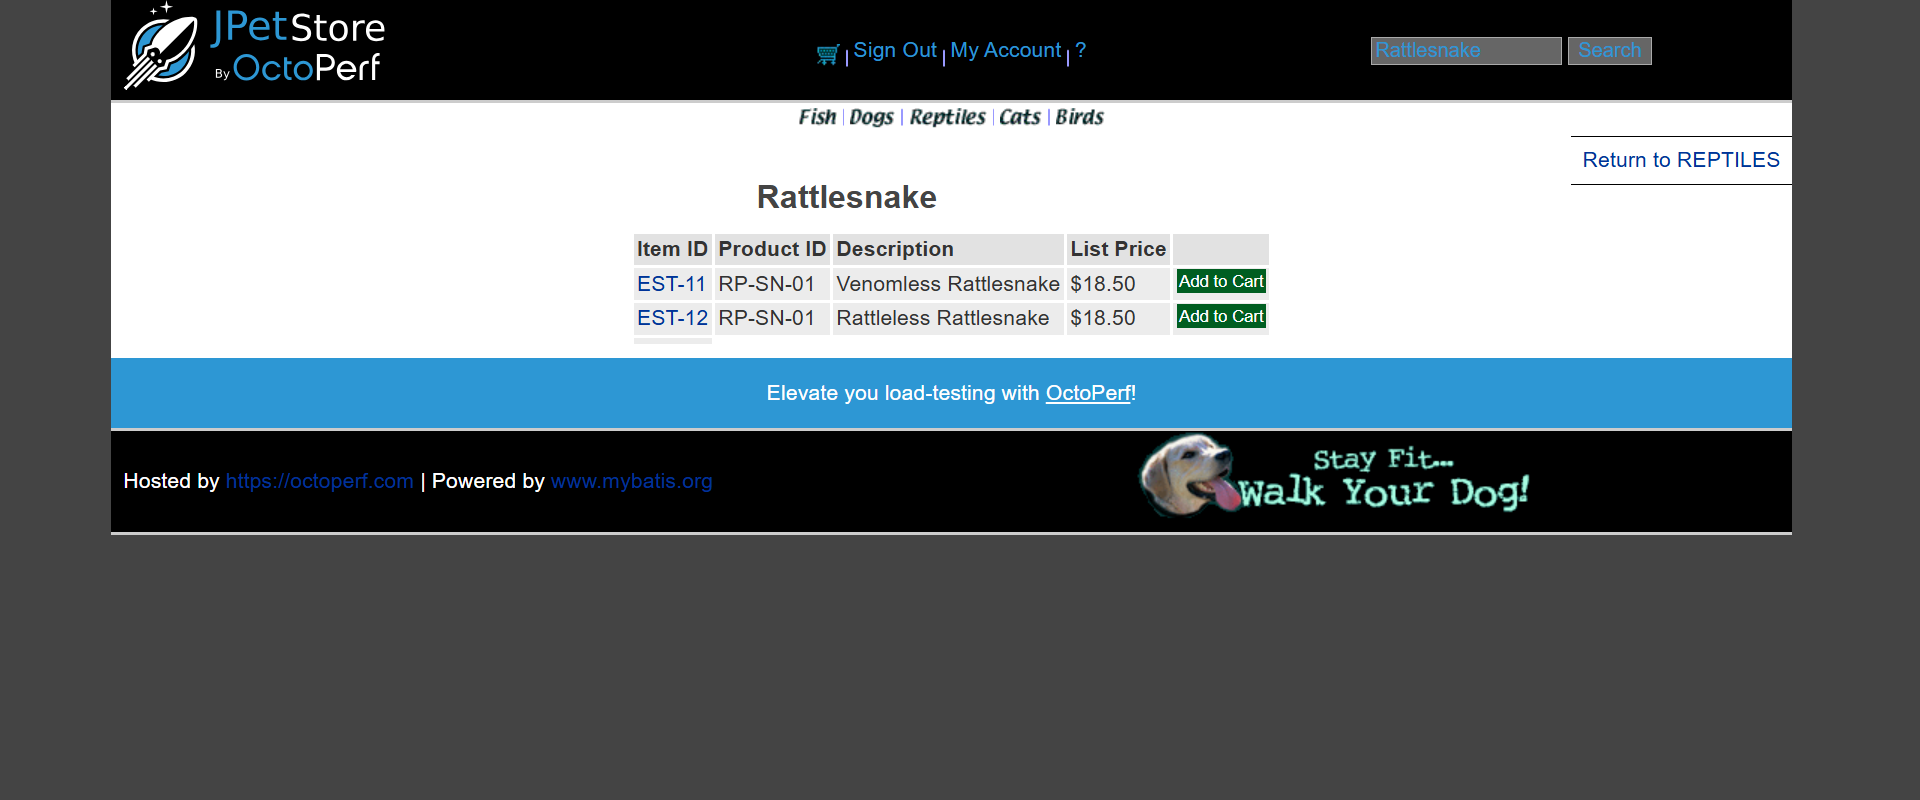 JPetStore
By OctoPerf
Sign Out | My Account | ?
Rattlesnake Search
Fish | Dogs | Reptiles | Cats | Birds
Return to REPTILES
Rattlesnake
Item ID Product ID Description List Price
EST-11 RP-SN-01 Venomless Rattlesnake $18.50 Add to Cart
EST-12 RP-SN-01 Rattleless Rattlesnake $18.50 Add to Cart
Elevate you load-testing with OctoPerf!
Hosted by https://octoperf.com | Powered by www.mybatis.org
Stay Fit...
Walk Your Dog!